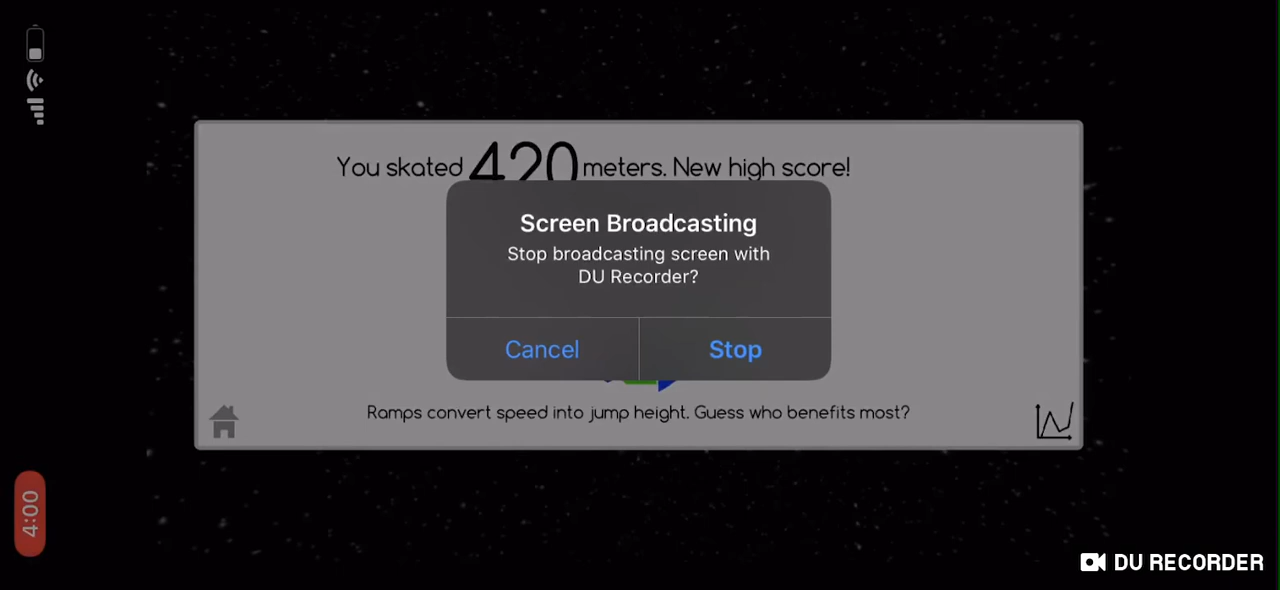 You skated 420 meters. New high score!
Screen Broadcasting
Stop broadcasting screen with
DU Recorder?
Cancel
Stop
Ramps convert speed into jump height. Guess who benefits most?
4:00
DU RECORDER